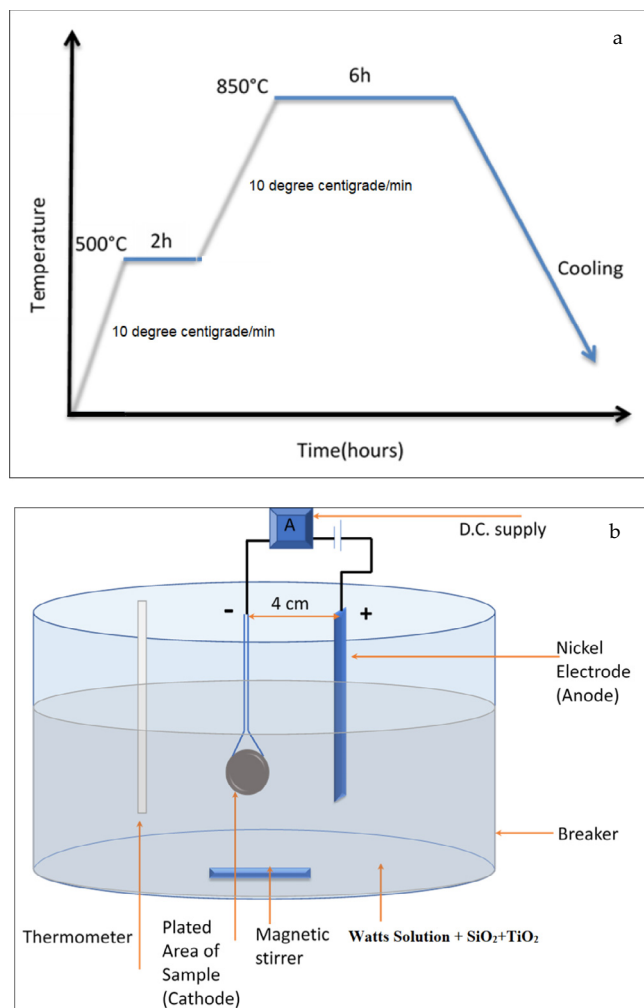 a
850°C
6h
10 degree centigrade/min
500°C
2h
Cooling
10 degree centigrade/min
Temperature
Time(hours)
b
A
D.C. supply
-
4 cm
+
Nickel
Electrode
(Anode)
Breaker
Thermometer
Plated
Area of
Sample
(Cathode)
Magnetic
stirrer
Watts Solution + SiO₂+TiO₂